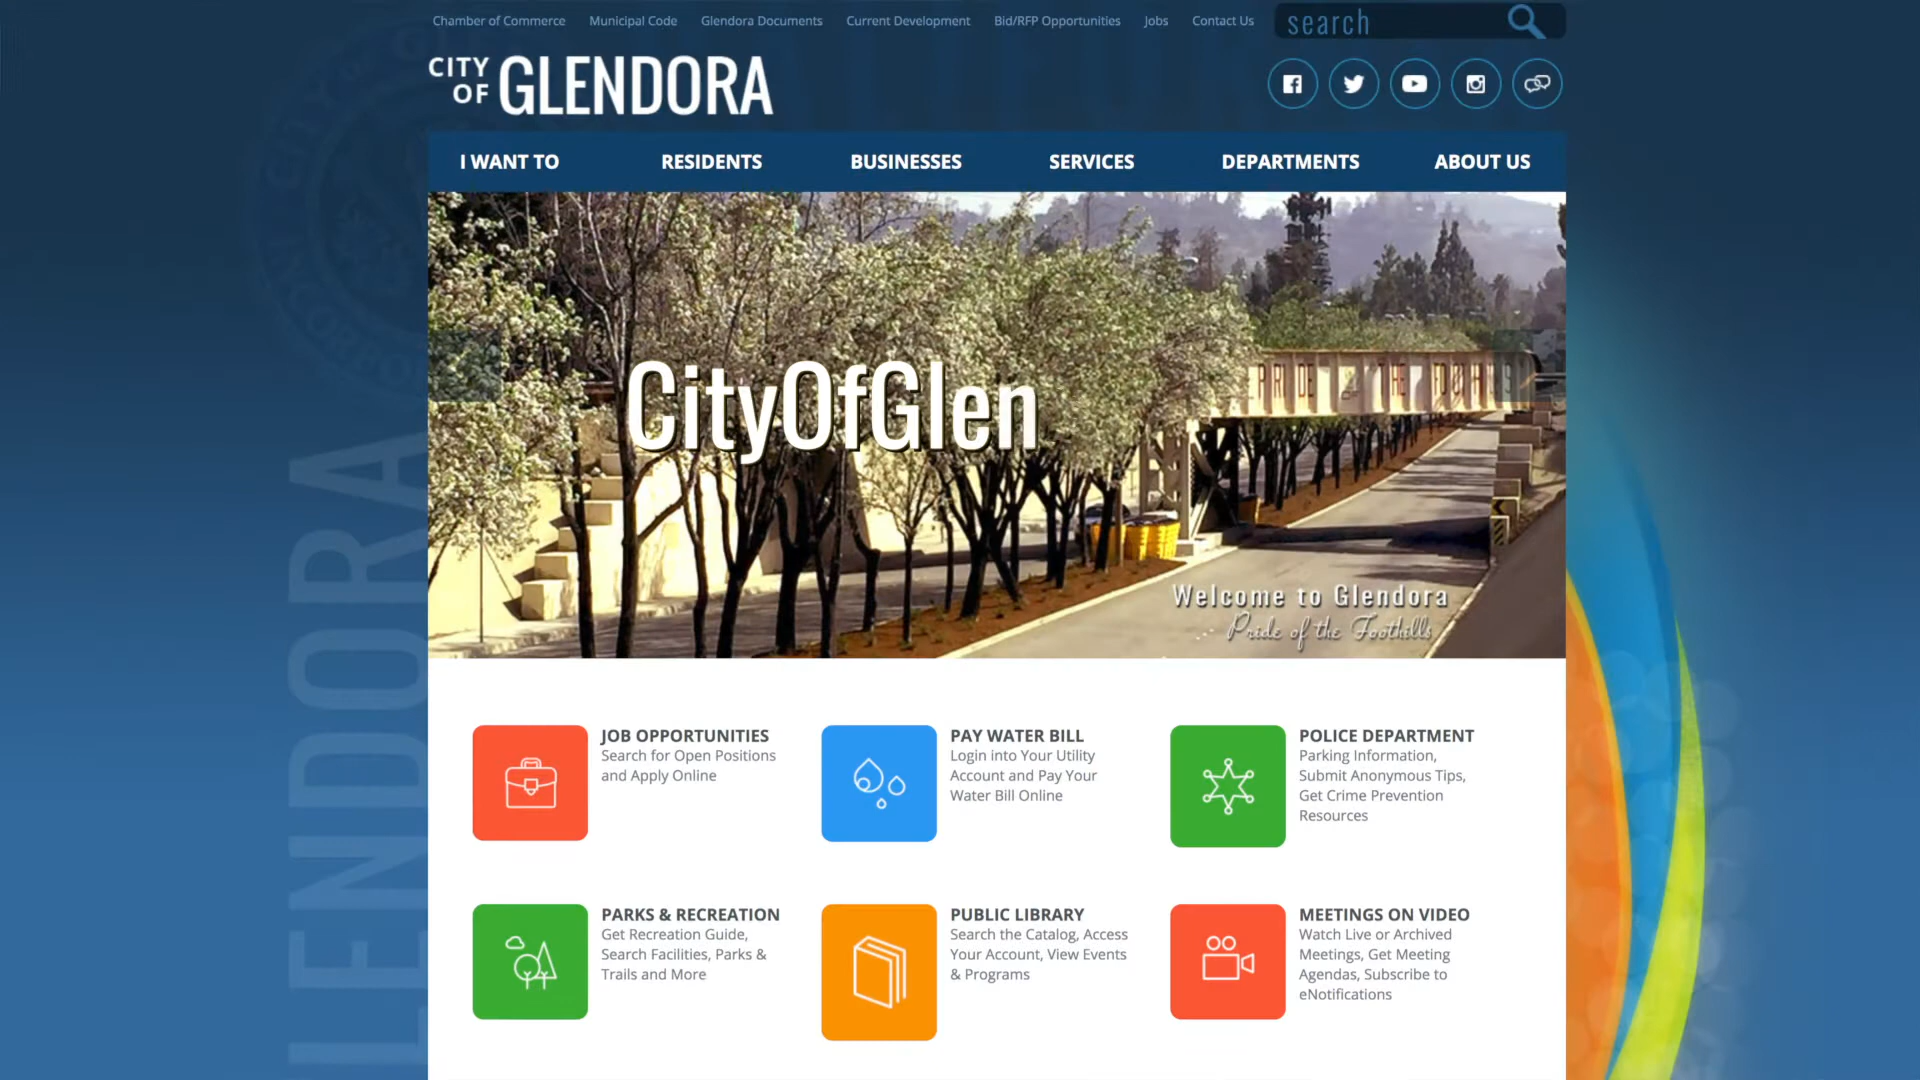 Chamber of Commerce Municipal Code Glendora Documents Current Development Bid/RFP Opportunities Jobs Contact Us search
CITY OF GLENDORA
I WANT TO RESIDENTS BUSINESSES SERVICES DEPARTMENTS ABOUT US
PRIDE OF THE FOOTHILLS
CityOfGlen
Welcome to Glendora
Pride of the Foothills
JOB OPPORTUNITIES
Search for Open Positions
and Apply Online
PAY WATER BILL
Login into Your Utility
Account and Pay Your
Water Bill Online
POLICE DEPARTMENT
Parking Information,
Submit Anonymous Tips,
Get Crime Prevention
Resources
PARKS & RECREATION
Get Recreation Guide,
Search Facilities, Parks &
Trails and More
PUBLIC LIBRARY
Search the Catalog, Access
Your Account, View Events
& Programs
MEETINGS ON VIDEO
Watch Live or Archived
Meetings, Get Meeting
Agendas, Subscribe to
eNotifications
LENDORA